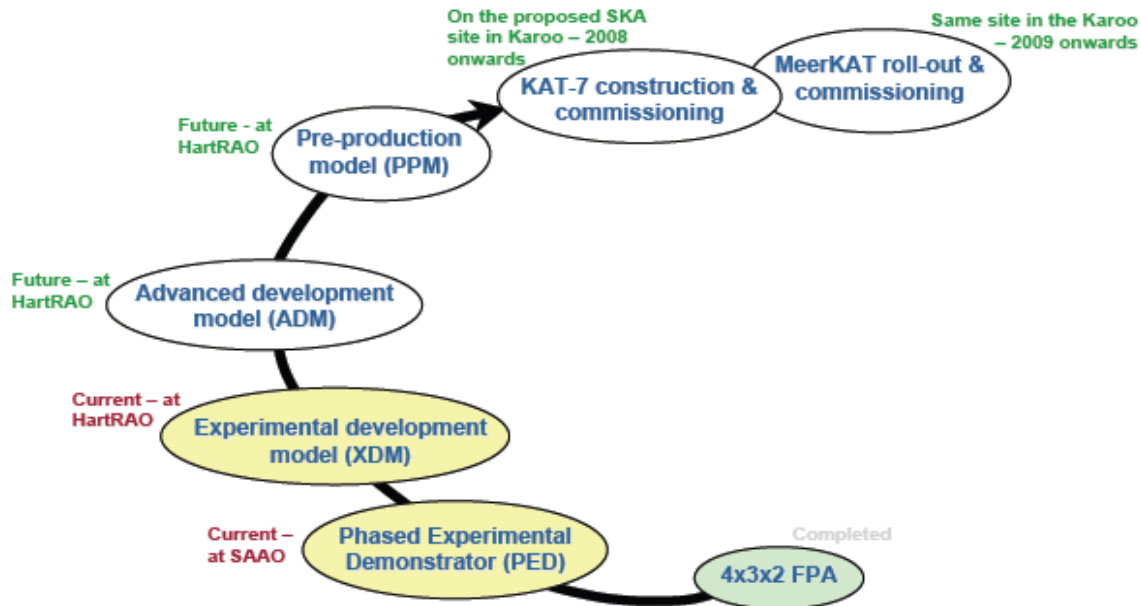 On the proposed SKA
site in Karoo – 2008
onwards
Same site in the Karoo
– 2009 onwards
KAT-7 construction &
commissioning
MeerKAT roll-out &
commissioning
Future - at
HartRAO
Pre-production
model (PPM)
Future – at
HartRAO
Advanced development
model (ADM)
Current – at
HartRAO
Experimental development
model (XDM)
Current –
at SAAO
Phased Experimental
Demonstrator (PED)
Completed
4x3x2 FPA